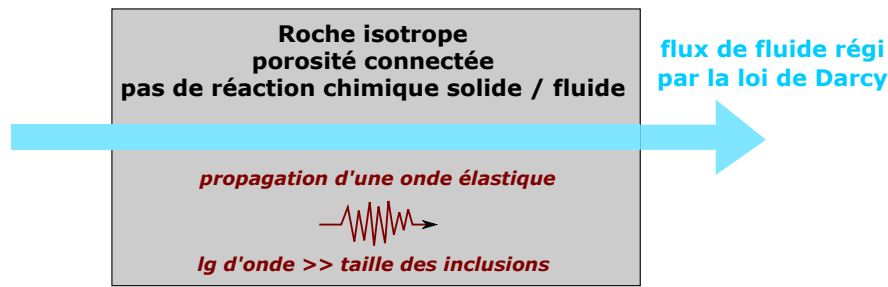 Roche isotrope
porosité connectée
pas de réaction chimique solide / fluide
flux de fluide régi
par la loi de Darcy
propagation d'une onde élastique
lg d'onde >> taille des inclusions